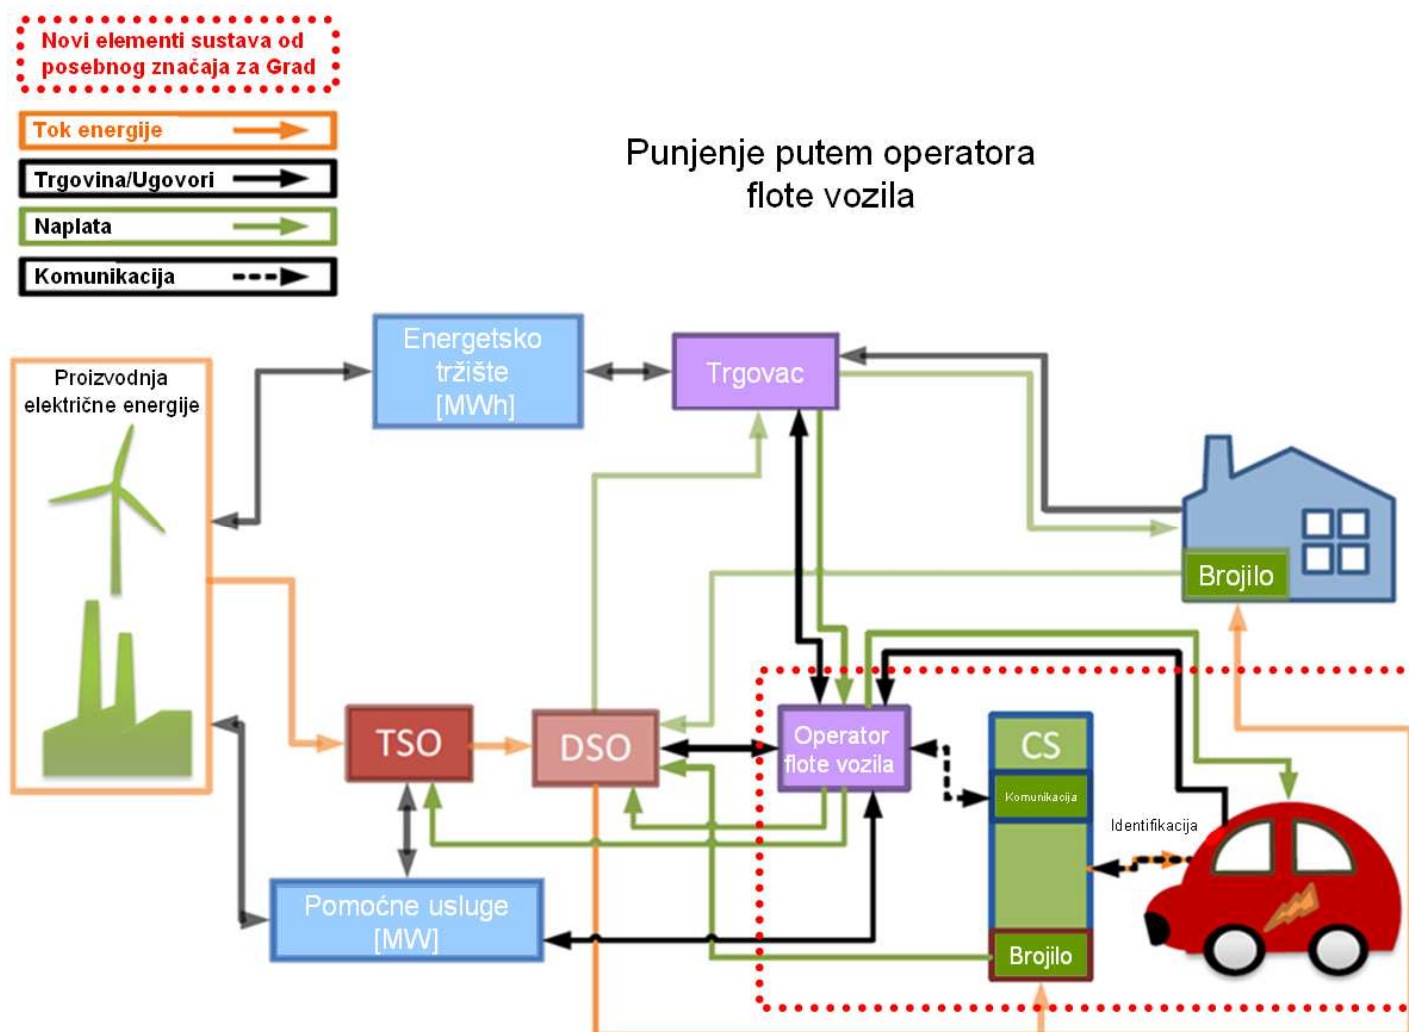 Novi elementi sustava od
posebnog značaja za Grad
Tok energije
Trgovina/Ugovori
Naplata
Komunikacija
Punjenje putem operatora
flote vozila
Energetsko
tržište
[MWh]
Trgovac
Proizvodnja
električne energije
Brojilo
TSO
DSO
Operator
flote vozila
CS
Komunikacija
Identifikacija
Pomoćne usluge
[MW]
Brojilo